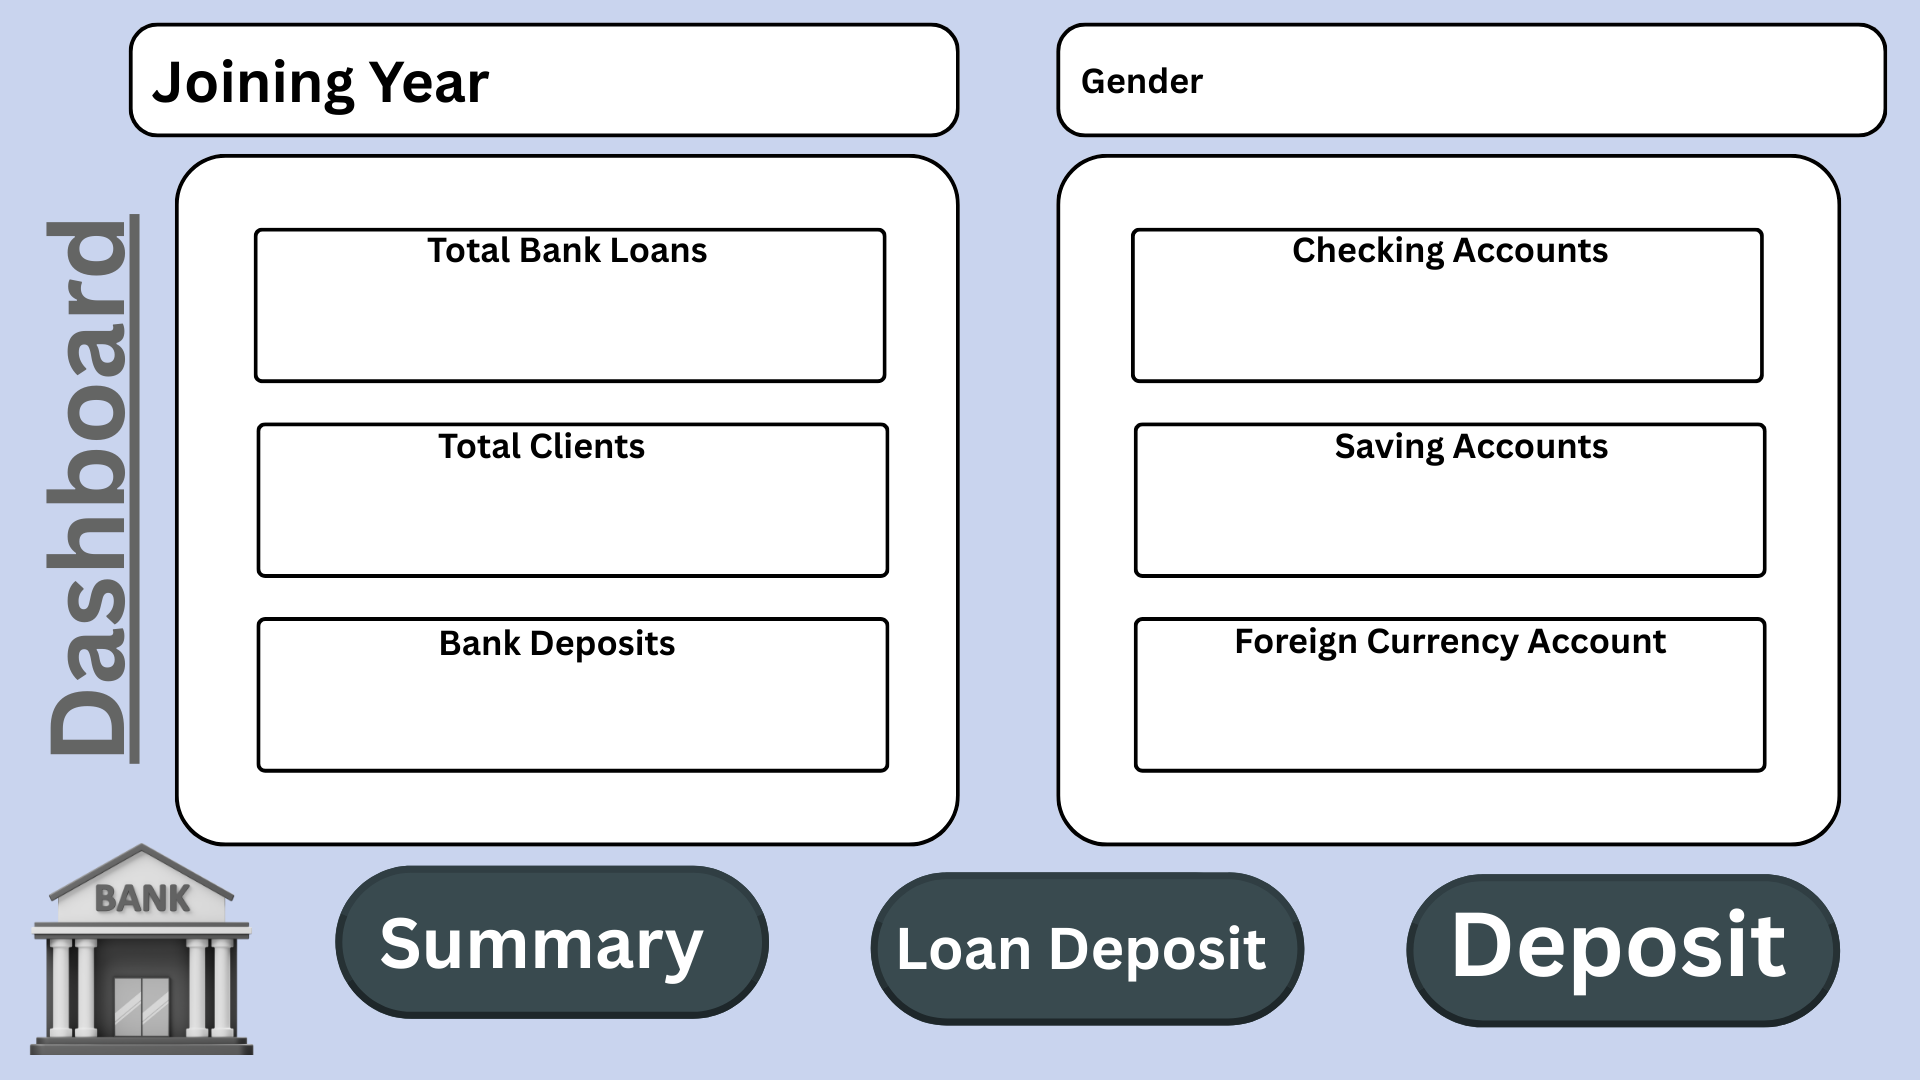 Joining Year
Gender
Dashboard
Total Bank Loans
Total Clients
Bank Deposits
Checking Accounts
Saving Accounts
Foreign Currency Account
BANK
Summary
Loan Deposit
Deposit